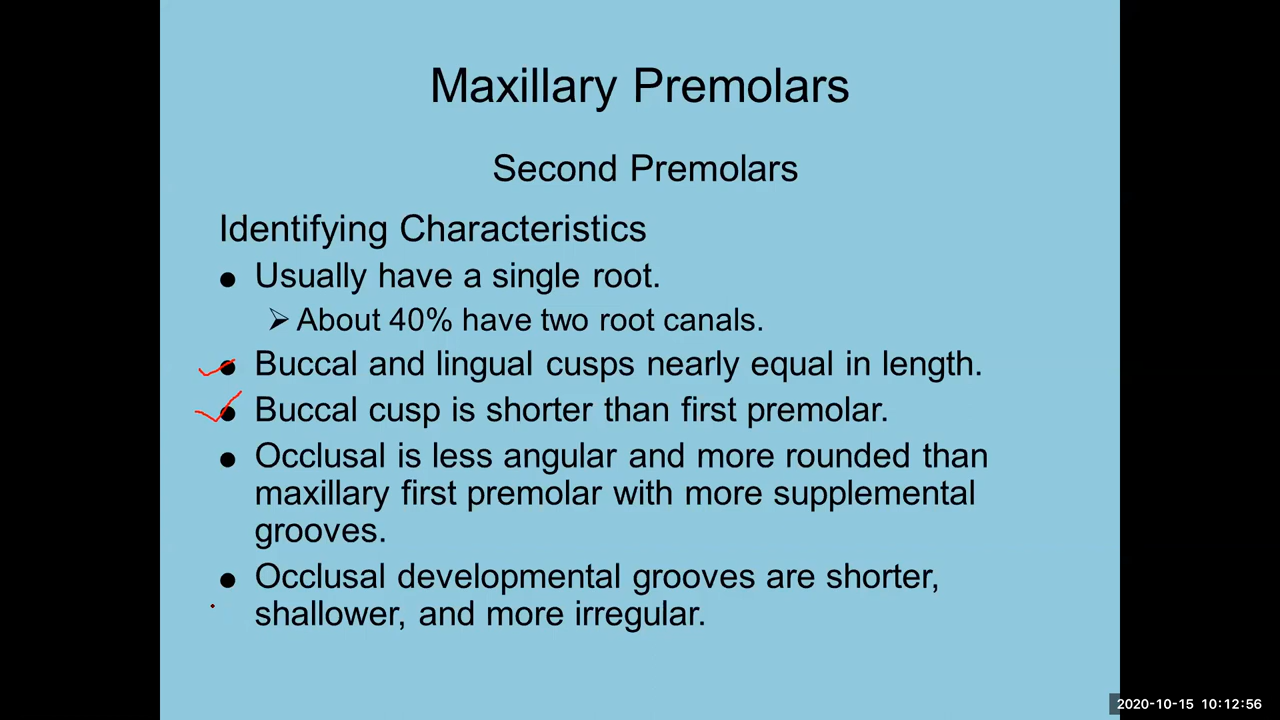 Maxillary Premolars
Second Premolars
Identifying Characteristics
● Usually have a single root.
➢ About 40% have two root canals.
● Buccal and lingual cusps nearly equal in length.
● Buccal cusp is shorter than first premolar.
● Occlusal is less angular and more rounded than
maxillary first premolar with more supplemental
grooves.
● Occlusal developmental grooves are shorter,
shallower, and more irregular.
2020-10-15 10:12:56